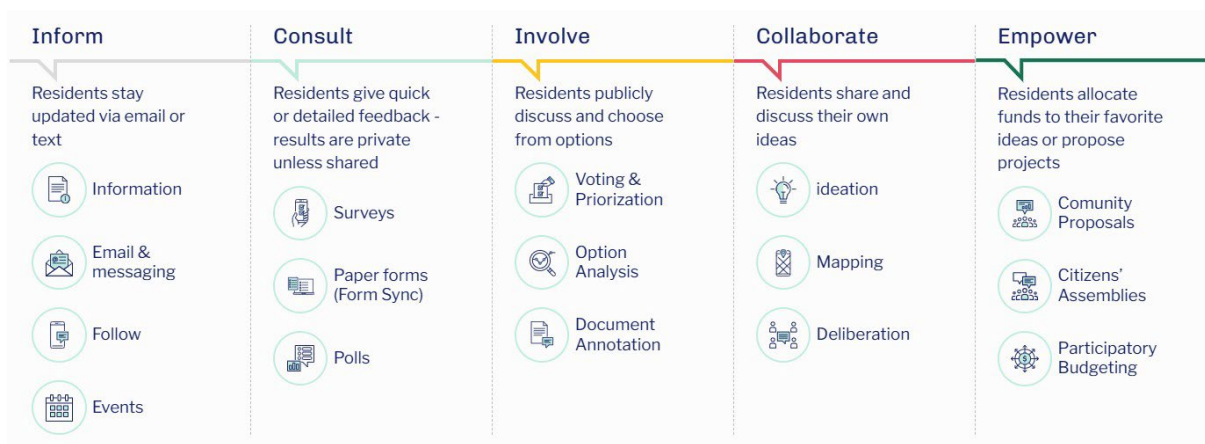 Inform
Residents stay
updated via email or
text
Information
Email &
messaging
Follow
Events
Consult
Residents give quick
or detailed feedback -
results are private
unless shared
Surveys
Paper forms
(Form Sync)
Polls
Involve
Residents publicly
discuss and choose
from options
Voting &
Priorization
Option
Analysis
Document
Annotation
Collaborate
Residents share and
discuss their own
ideas
ideation
Mapping
Deliberation
Empower
Residents allocate
funds to their favorite
ideas or propose
projects
Comunity
Proposals
Citizens’
Assemblies
Participatory
Budgeting